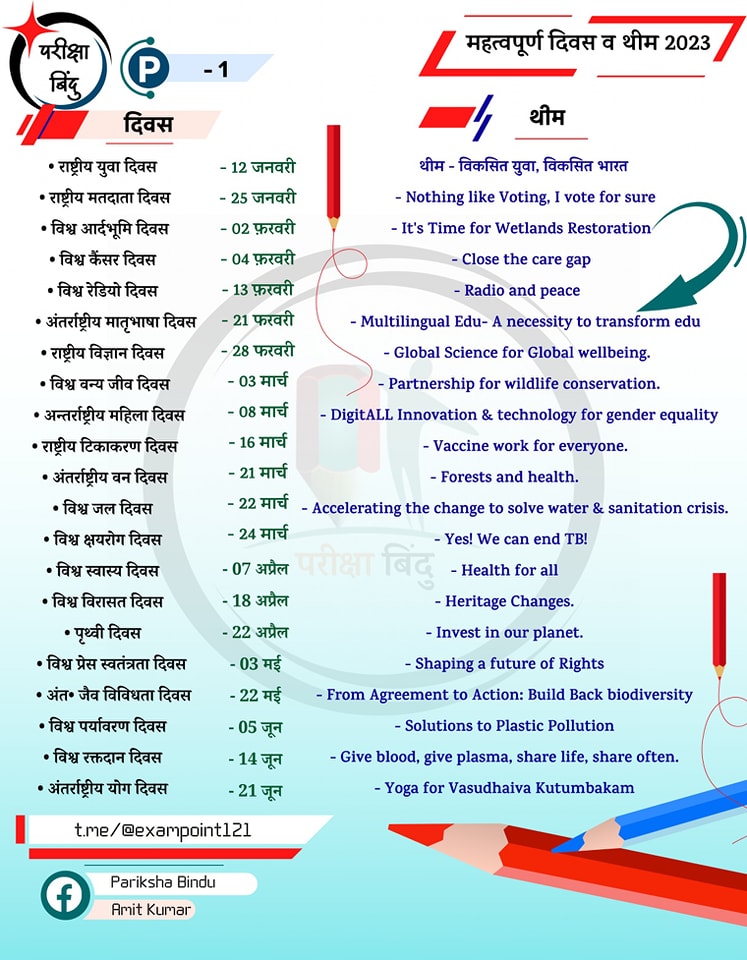 परीक्षा
बिंदु
P - 1
महत्वपूर्ण दिवस व थीम 2023
दिवस थीम
• राष्ट्रीय युवा दिवस - 12 जनवरी थीम - विकसित युवा, विकसित भारत
• राष्ट्रीय मतदाता दिवस - 25 जनवरी - Nothing like Voting, I vote for sure
• विश्व आर्दभूमि दिवस - 02 फ़रवरी - It's Time for Wetlands Restoration
• विश्व कैंसर दिवस - 04 फ़रवरी - Close the care gap
• विश्व रेडियो दिवस - 13 फ़रवरी - Radio and peace
• अंतर्राष्ट्रीय मातृभाषा दिवस - 21 फरवरी - Multilingual Edu- A necessity to transform edu
• राष्ट्रीय विज्ञान दिवस - 28 फरवरी - Global Science for Global wellbeing.
• विश्व वन्य जीव दिवस - 03 मार्च - Partnership for wildlife conservation.
• अन्तर्राष्ट्रीय महिला दिवस - 08 मार्च - DigitALL Innovation & technology for gender equality
• राष्ट्रीय टिकाकरण दिवस - 16 मार्च - Vaccine work for everyone.
• अंतर्राष्ट्रीय वन दिवस - 21 मार्च - Forests and health.
• विश्व जल दिवस - 22 मार्च - Accelerating the change to solve water & sanitation crisis.
• विश्व क्षयरोग दिवस - 24 मार्च - Yes! We can end TB!
परीक्षा बिंदु
• विश्व स्वास्य दिवस - 07 अप्रैल - Health for all
• विश्व विरासत दिवस - 18 अप्रैल - Heritage Changes.
• पृथ्वी दिवस - 22 अप्रैल - Invest in our planet.
• विश्व प्रेस स्वतंत्रता दिवस - 03 मई - Shaping a future of Rights
• अंत• जैव विविधता दिवस - 22 मई - From Agreement to Action: Build Back biodiversity
• विश्व पर्यावरण दिवस - 05 जून - Solutions to Plastic Pollution
• विश्व रक्तदान दिवस - 14 जून - Give blood, give plasma, share life, share often.
• अंतर्राष्ट्रीय योग दिवस - 21 जून - Yoga for Vasudhaiva Kutumbakam
t.me/@exampoint121
Pariksha Bindu
Amit Kumar